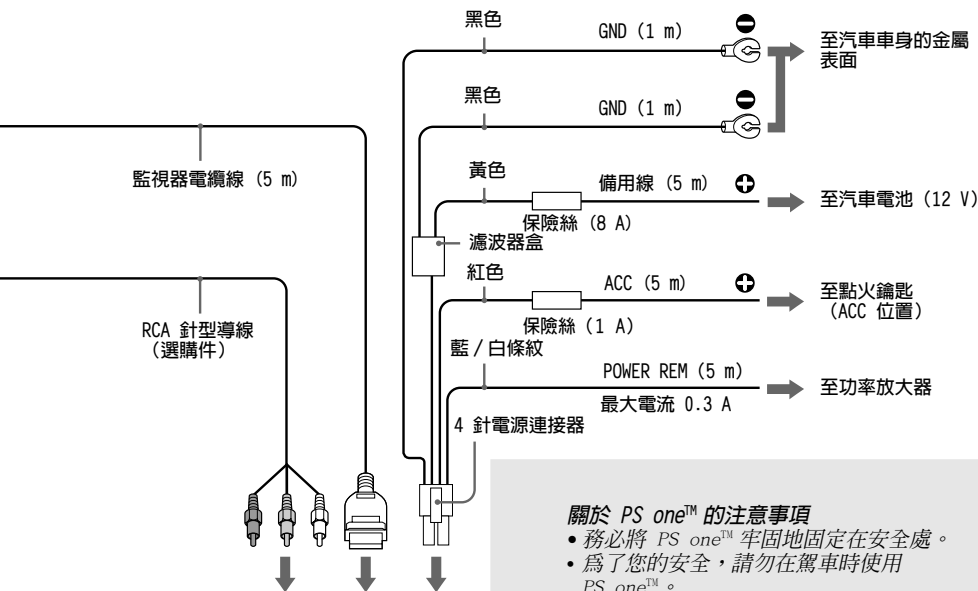 黑色
GND (1 m)
至汽車車身的金屬
表面
黑色
GND (1 m)
監視器電纜線 (5 m)
黃色
備用線 (5 m)
至汽車電池 (12 V)
保險絲 (8 A)
濾波器盒
紅色
ACC (5 m)
至點火鑰匙
(ACC 位置)
保險絲 (1 A)
RCA 針型導線
(選購件)
藍/白條紋
POWER REM (5 m)
至功率放大器
最大電流 0.3 A
4 針電源連接器
關於 PS one™ 的注意事項
• 務必將 PS one™ 牢固地固定在安全處。
• 爲了您的安全，請勿在駕車時使用
PS one™。